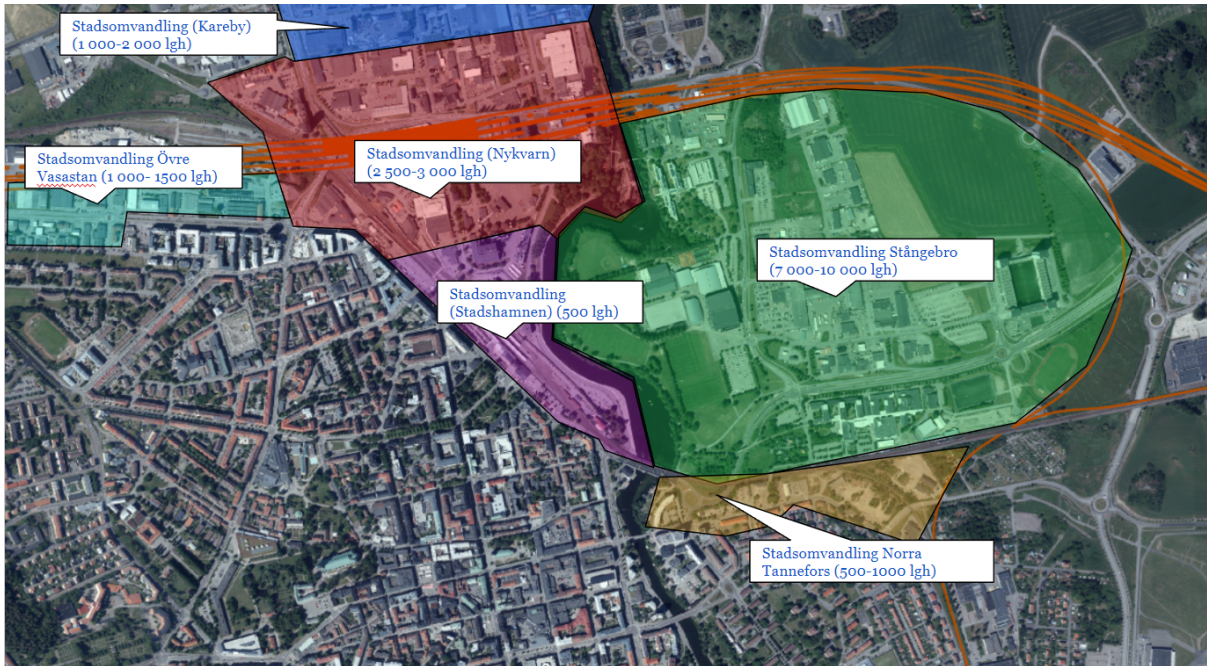 Stadsomvandling (Kareby)
(1 000-2 000 lgh)
Stadsomvandling Övre
Vasastan (1 000- 1500 lgh)
Stadsomvandling (Nykvarn)
(2 500-3 000 lgh)
Stadsomvandling Stångebro
(7 000-10 000 lgh)
Stadsomvandling
(Stadshamnen) (500 lgh)
Stadsomvandling Norra
Tannefors (500-1000 lgh)